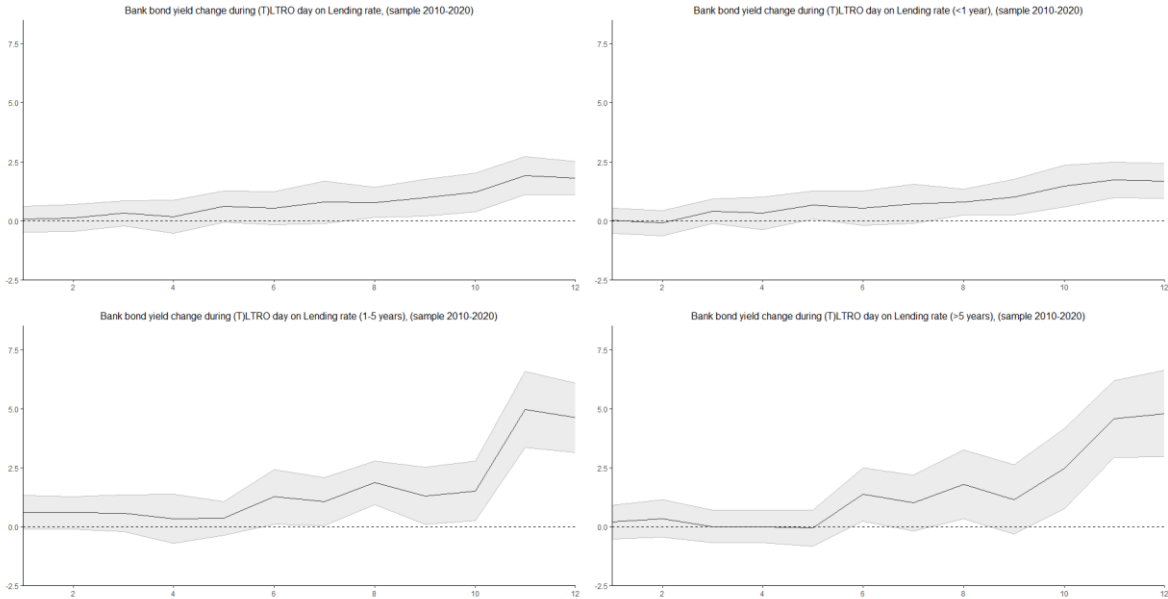 Bank bond yield change during (T)LTRO day on Lending rate, (sample 2010-2020)
7.5
5.0
2.5
0.0
-2.5
2 4 6 8 10 12
Bank bond yield change during (T)LTRO day on Lending rate (<1 year), (sample 2010-2020)
7.5
5.0
2.5
0.0
-2.5
2 4 6 8 10 12
Bank bond yield change during (T)LTRO day on Lending rate (1-5 years), (sample 2010-2020)
7.5
5.0
2.5
0.0
-2.5
2 4 6 8 10 12
Bank bond yield change during (T)LTRO day on Lending rate (>5 years), (sample 2010-2020)
7.5
5.0
2.5
0.0
-2.5
2 4 6 8 10 12